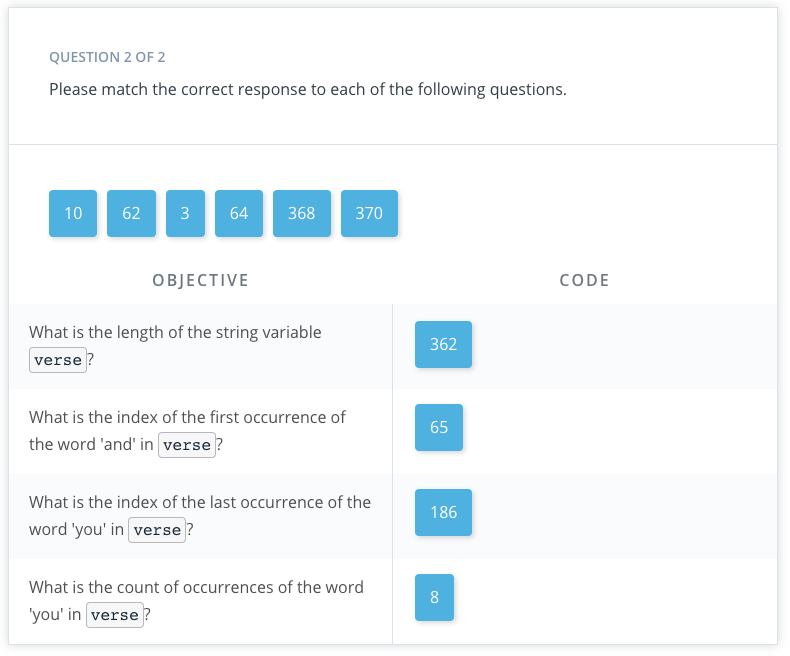 QUESTION 2 OF 2
Please match the correct response to each of the following questions.
10 62 3 64 368 370
OBJECTIVE CODE
What is the length of the string variable
verse?
362
What is the index of the first occurrence of
the word 'and' in verse?
65
What is the index of the last occurrence of the
word 'you' in verse?
186
What is the count of occurrences of the word
'you' in verse?
8